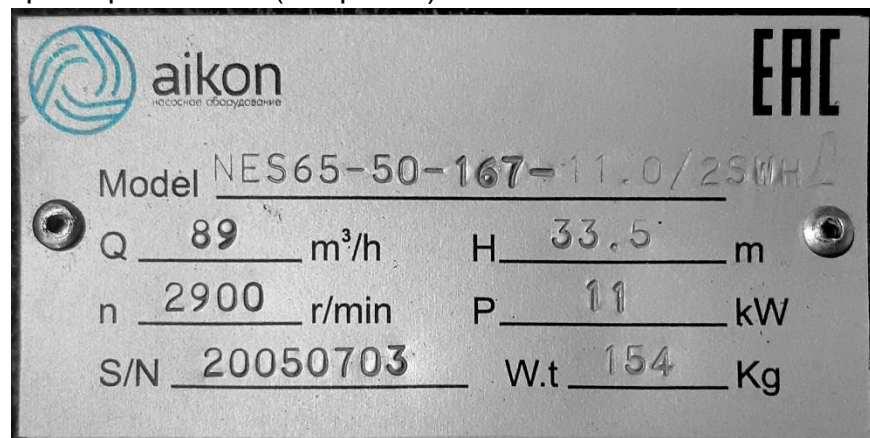 aikon
насосное оборудование
EAC
Model NES65-50-167-11.0/2SWH
Q 89 m³/h H 33.5 m
n 2900 r/min P 11 kW
S/N 20050703 W.t 154 Kg